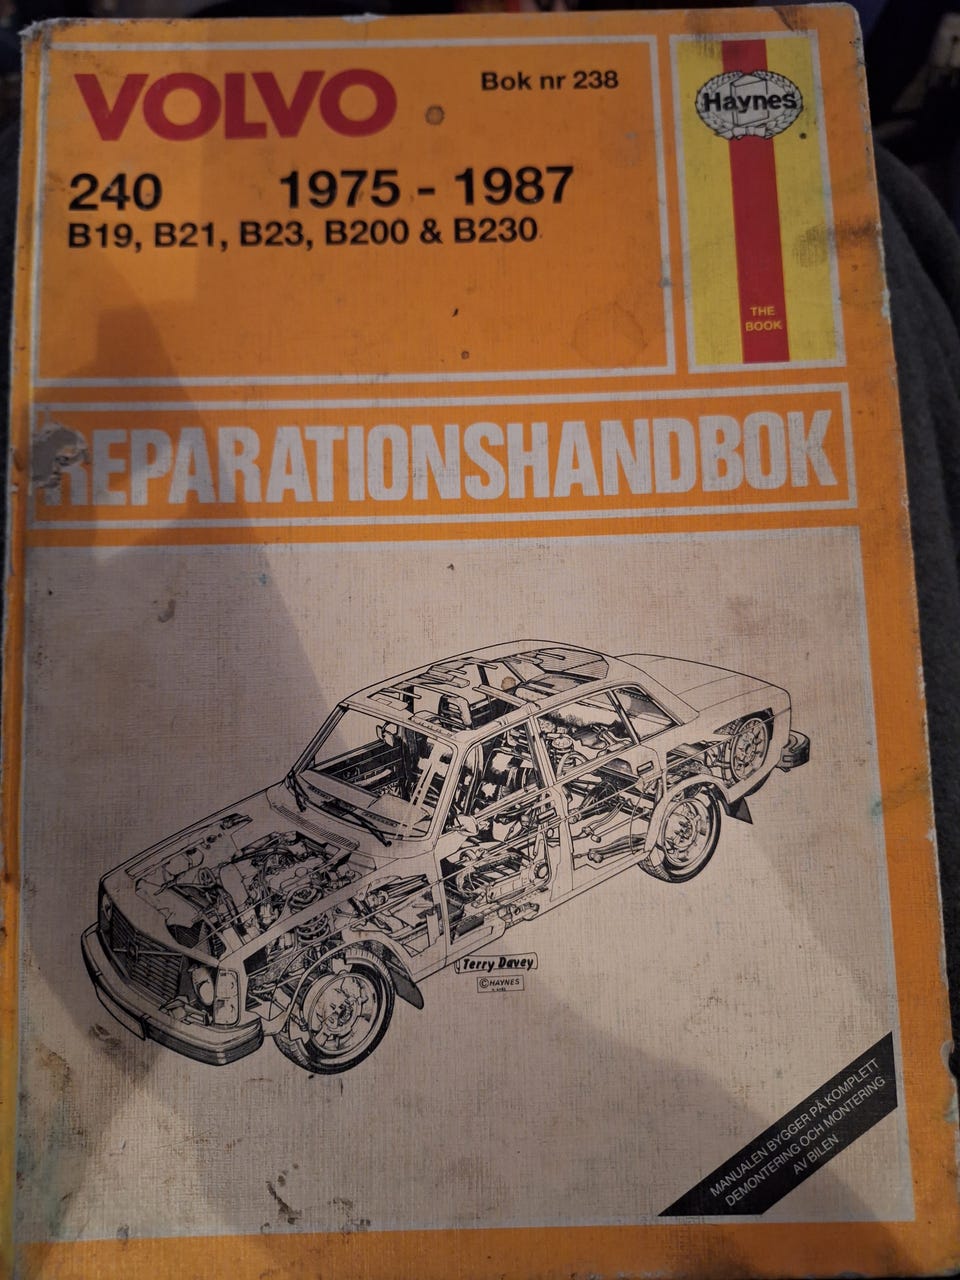 VOLVO
Bok nr 238
Haynes
240 1975 - 1987
B19, B21, B23, B200 & B230
THE
BOOK
REPARATIONSHANDBOK
Terry Davey
© HAYNES
MANUALEN BYGGER PÅ KOMPLETT
DEMONTERING OCH MONTERING
AV BILEN